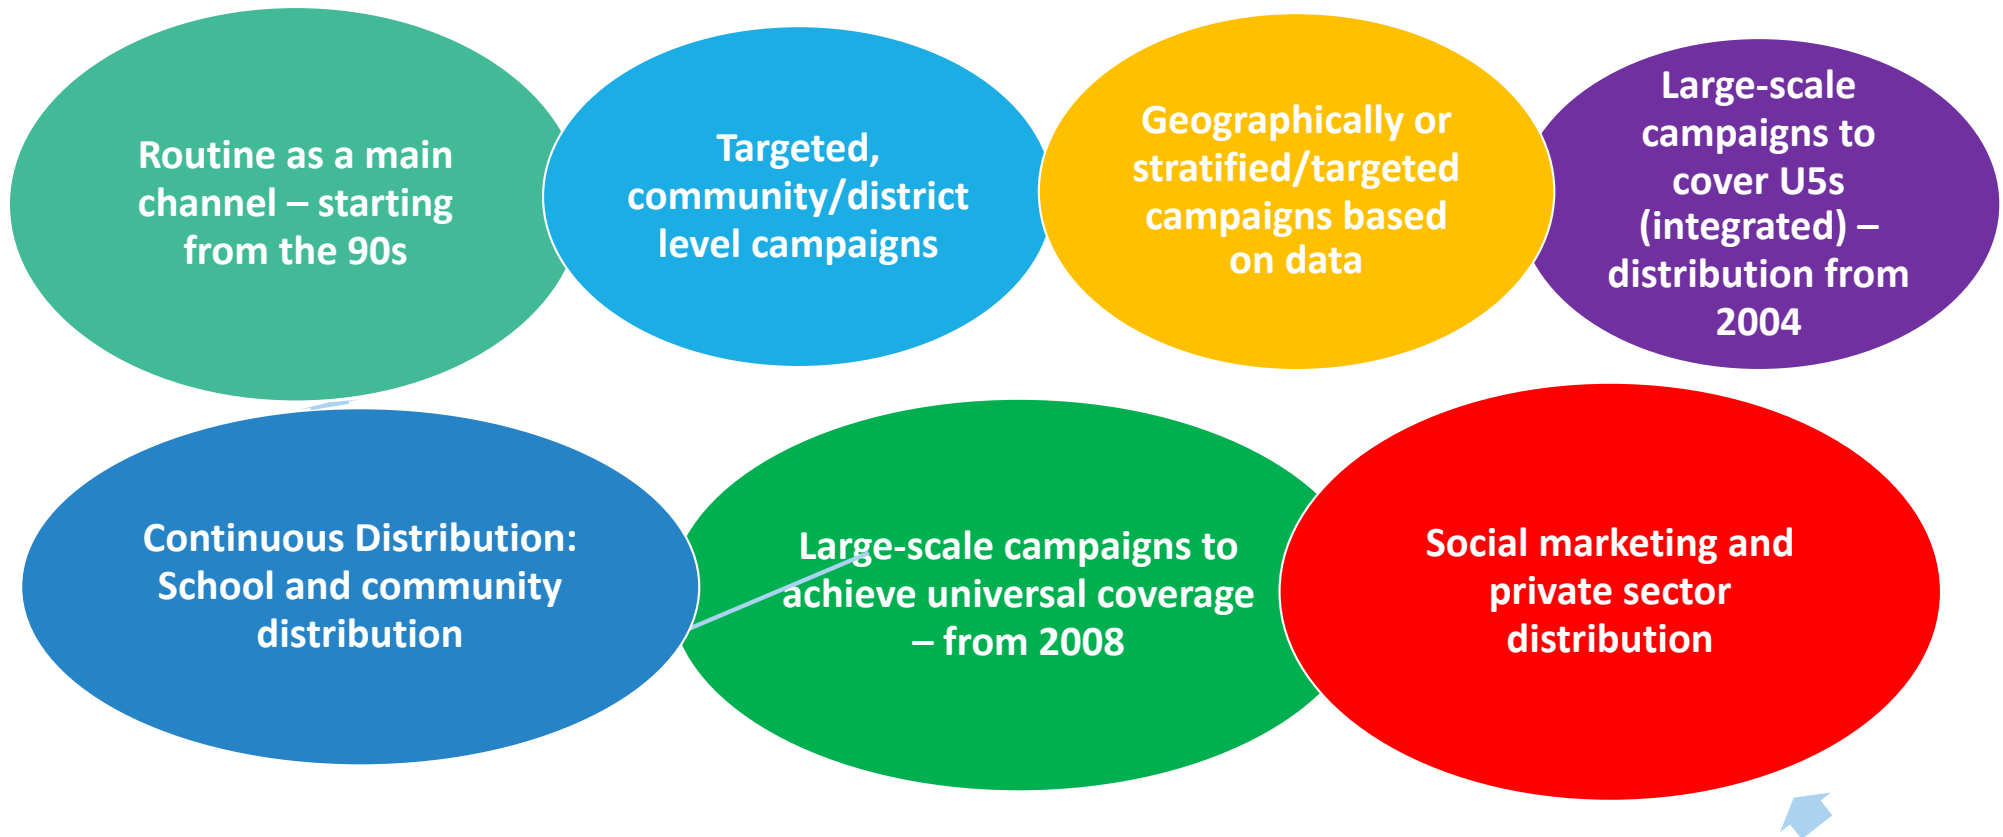 Routine as a main
channel – starting
from the 90s
Targeted,
community/district
level campaigns
Geographically or
stratified/targeted
campaigns based
on data
Large-scale
campaigns to
cover U5s
(integrated) –
distribution from
2004
Continuous Distribution:
School and community
distribution
Large-scale campaigns to
achieve universal coverage
– from 2008
Social marketing and
private sector
distribution